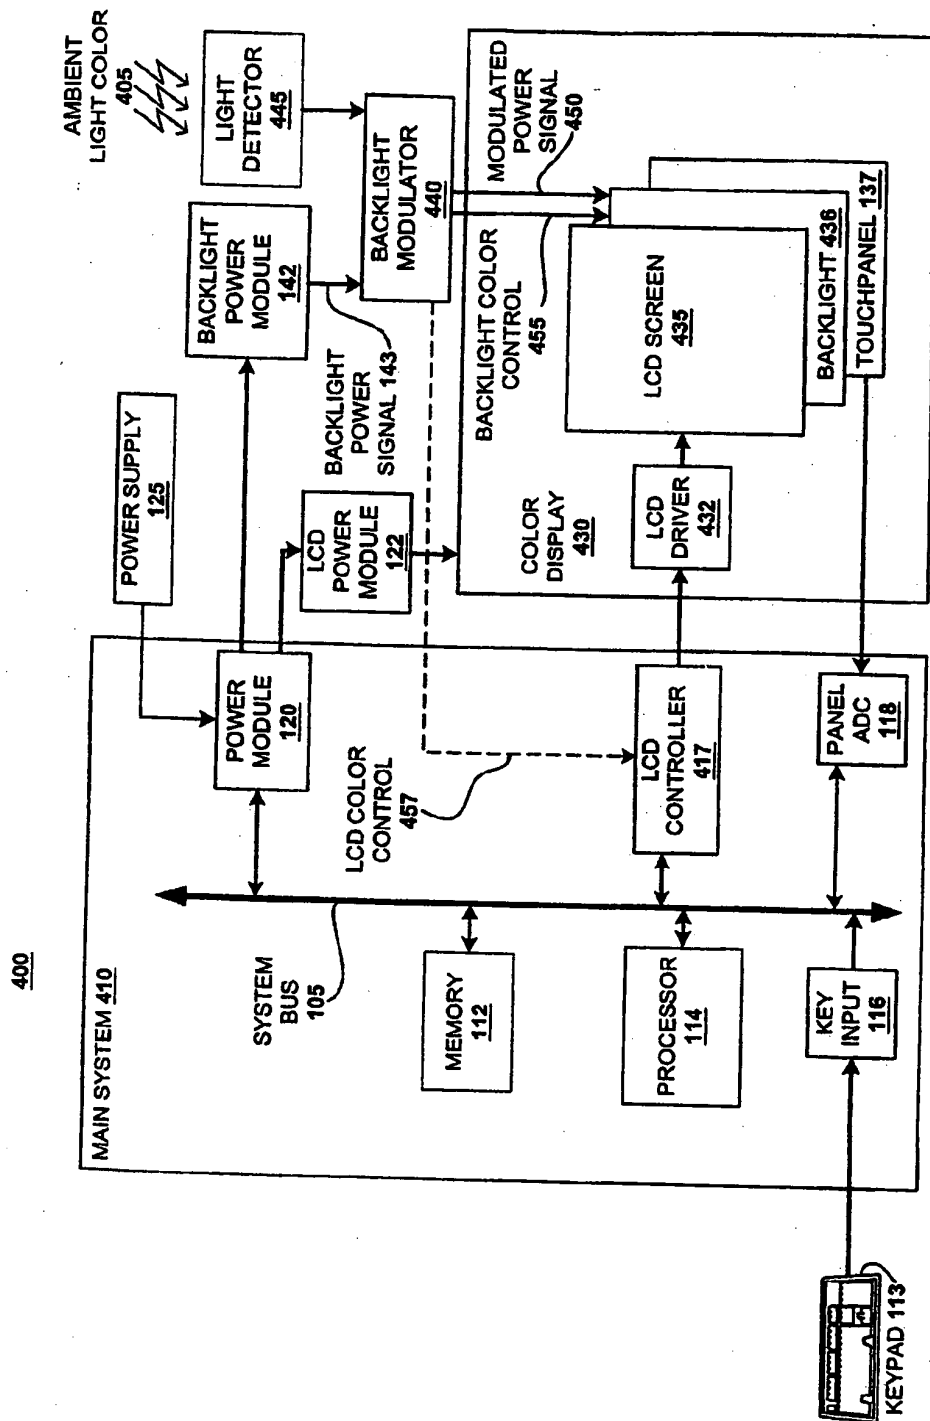 400
MAIN SYSTEM 410
POWER SUPPLY
125
POWER
MODULE
120
BACKLIGHT
POWER
MODULE
142
LCD
POWER
MODULE
122
BACKLIGHT
POWER
SIGNAL 143
AMBIENT
LIGHT COLOR
405
LIGHT
DETECTOR
445
BACKLIGHT
MODULATOR
440
SYSTEM
BUS
105
LCD COLOR
CONTROL
457
MEMORY
112
PROCESSOR
114
KEY
INPUT
116
LCD
CONTROLLER
417
PANEL
ADC
118
COLOR
DISPLAY
430
BACKLIGHT COLOR
CONTROL
455
MODULATED
POWER
SIGNAL
450
LCD
DRIVER
432
LCD SCREEN
435
BACKLIGHT 436
TOUCHPANEL 137
KEYPAD 113